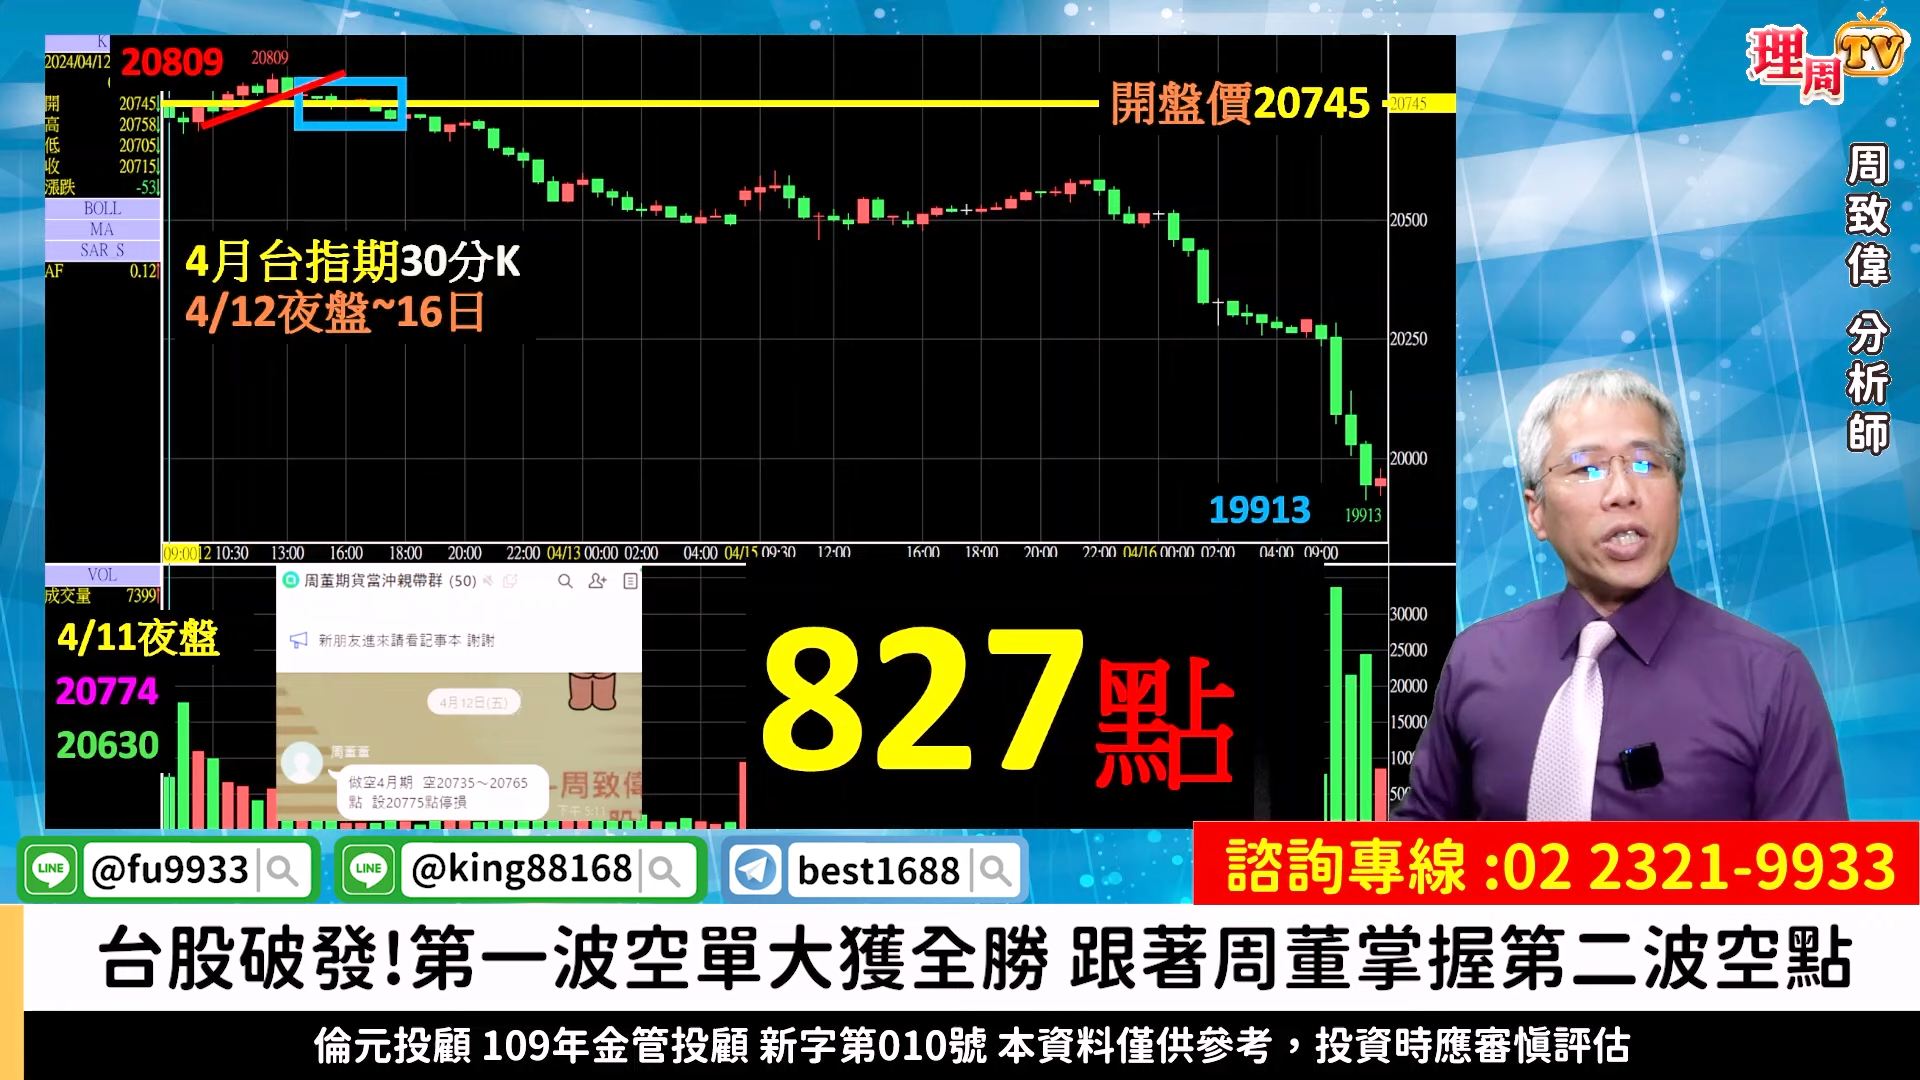 K
2024/04/12
開 20745
高 20758
低 20705
收 20715
漲跌 -53
BOLL
MA
SAR S
AF 0.12
20809
20809
開盤價20745
20745
4月台指期30分K
4/12夜盤~16日
20500
20250
20000
19913
19913
09:00 12 10:30 13:00 16:00 18:00 20:00 22:00 04/13 00:00 02:00 04:00 04/15 09:30 12:00 16:00 18:00 20:00 22:00 04/16 00:00 02:00 04:00 09:00
VOL
成交量 7399
4/11夜盤
20774
20630
周董期貨當沖親帶群 (50)
新朋友進來請看記事本 謝謝
4月12日(五)
周董董
做空4月期 空20735～20765
點 設20775點停損
下午 5:11
周致偉
827點
30000
25000
20000
15000
理周TV
周致偉 分析師
LINE @fu9933
LINE @king88168
best1688
諮詢專線 :02 2321-9933
台股破發!第一波空單大獲全勝 跟著周董掌握第二波空點
倫元投顧 109年金管投顧 新字第010號 本資料僅供參考，投資時應審慎評估